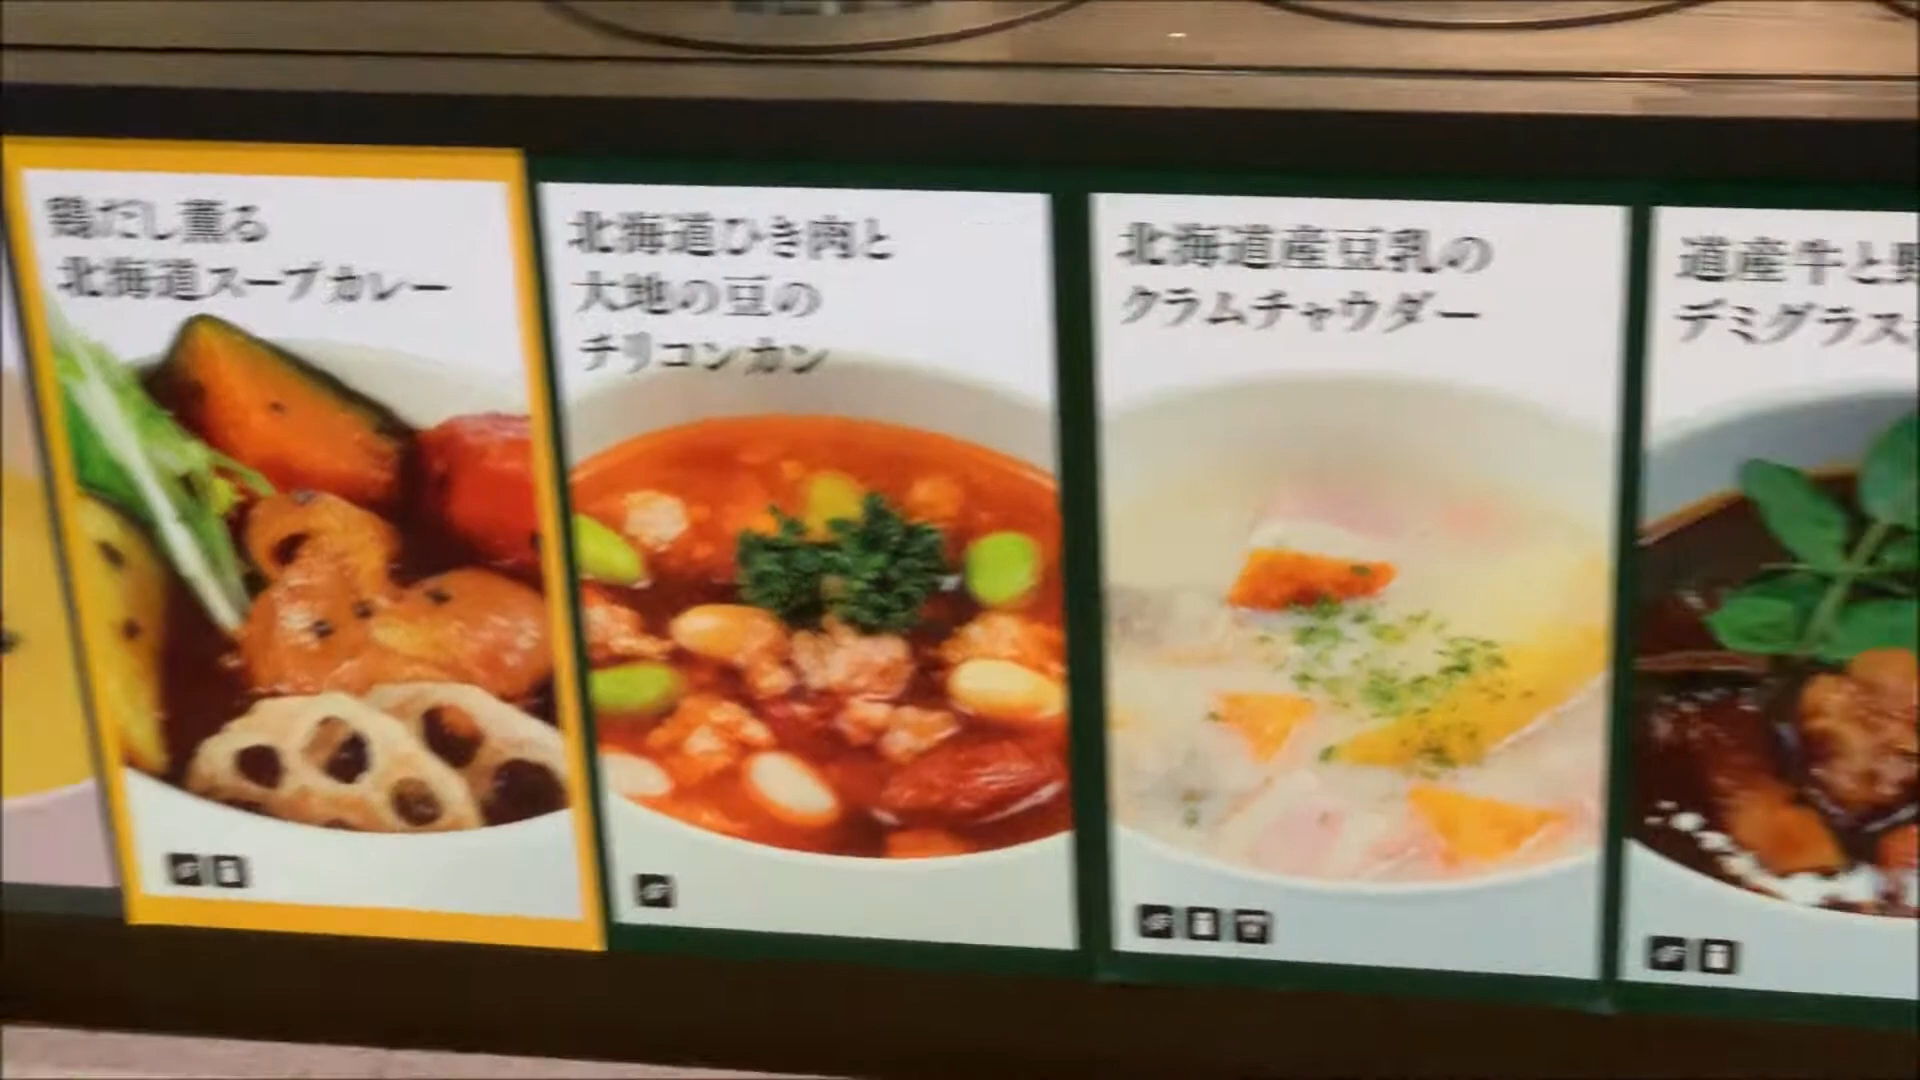 鶏だし薫る
北海道スープカレー
北海道ひき肉と
大地の豆の
チリコンカン
北海道産豆乳の
クラムチャウダー
道産牛と野
デミグラス